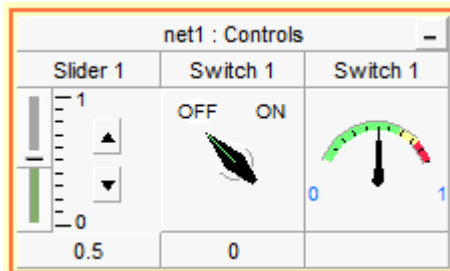 net1 : Controls
Slider 1 Switch 1 Switch 1
1
OFF ON
0 1
0
0.5 0